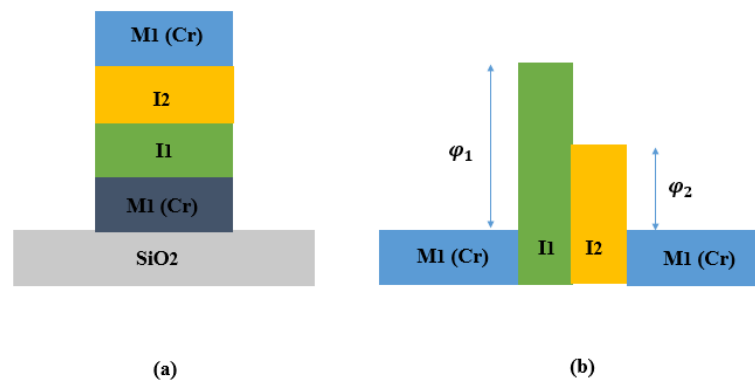 M1 (Cr)
I2
I1
M1 (Cr)
SiO2
(a)
φ1
φ2
M1 (Cr)
I1
I2
M1 (Cr)
(b)